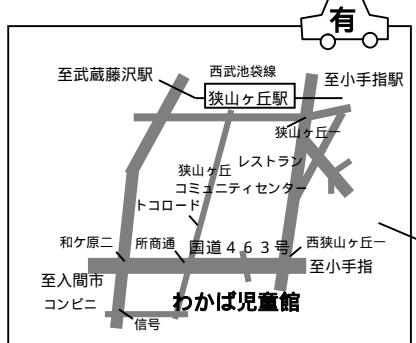 有
至武蔵藤沢駅
西武池袋線
至小手指駅
狭山ヶ丘駅
狭山ヶ丘一
レストラン
狭山ヶ丘
コミュニティセンター
トコロード
和ケ原二
所商通
国道４６３号
西狭山ヶ丘一
至小手指
至入間市
コンビニ
わかば児童館
信号